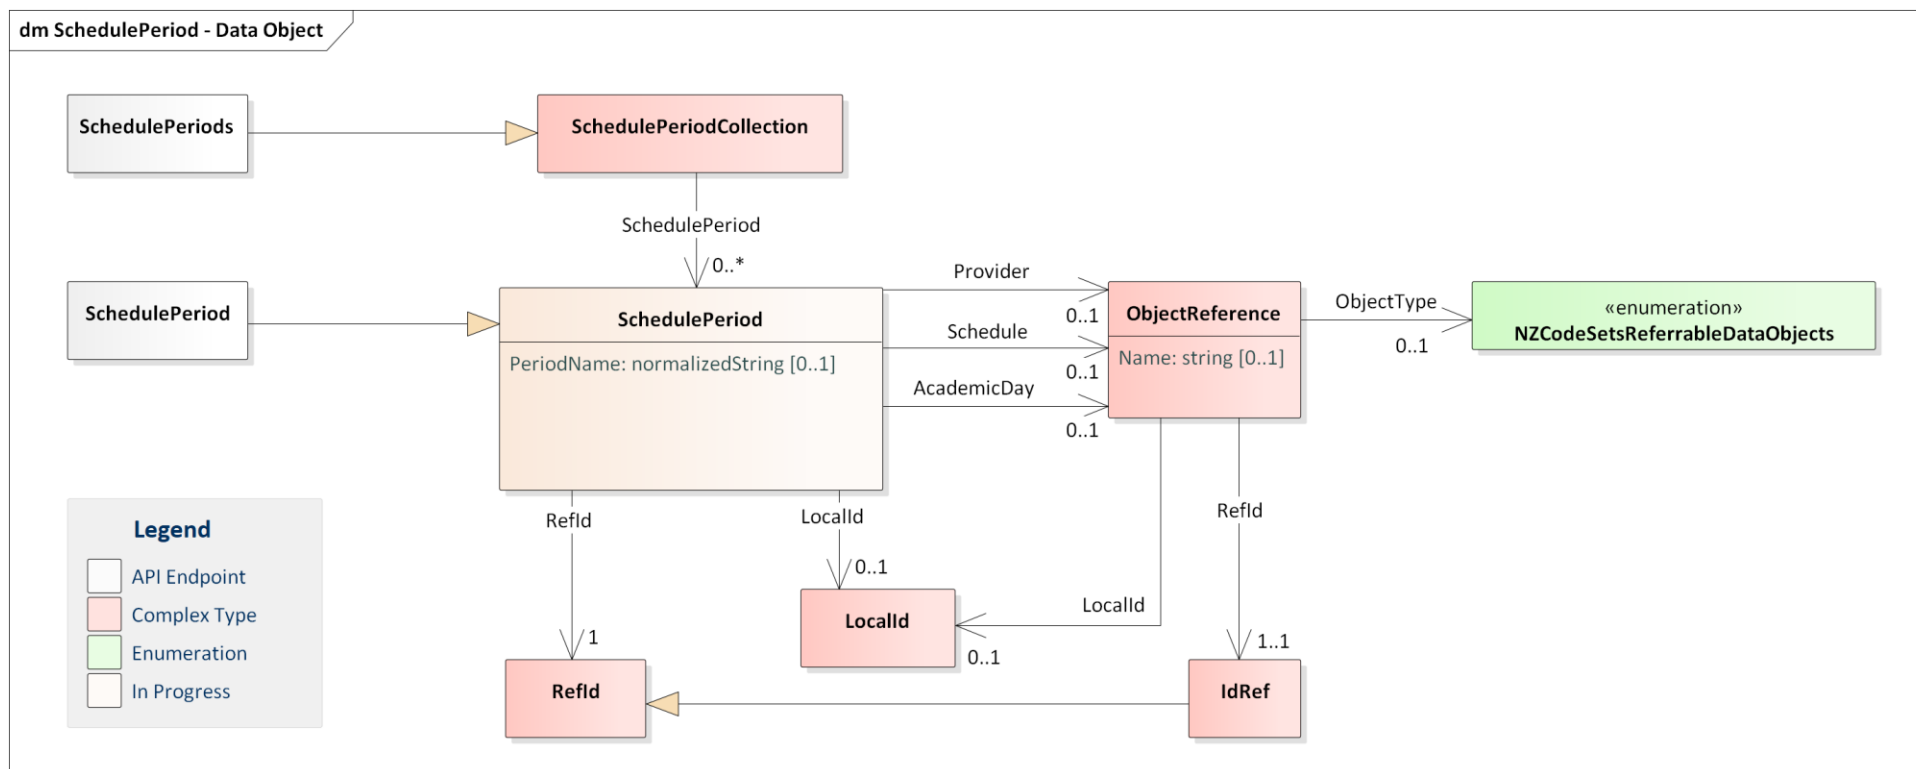 dm SchedulePeriod - Data Object
SchedulePeriods
SchedulePeriodCollection
SchedulePeriod
0..*
SchedulePeriod
SchedulePeriod
PeriodName: normalizedString [0..1]
Provider
0..1
Schedule
0..1
AcademicDay
0..1
ObjectReference
Name: string [0..1]
ObjectType
0..1
«enumeration»
NZCodeSetsReferrableDataObjects
RefId
1
LocalId
0..1
LocalId
0..1
RefId
1..1
LocalId
RefId
IdRef
Legend
API Endpoint
Complex Type
Enumeration
In Progress